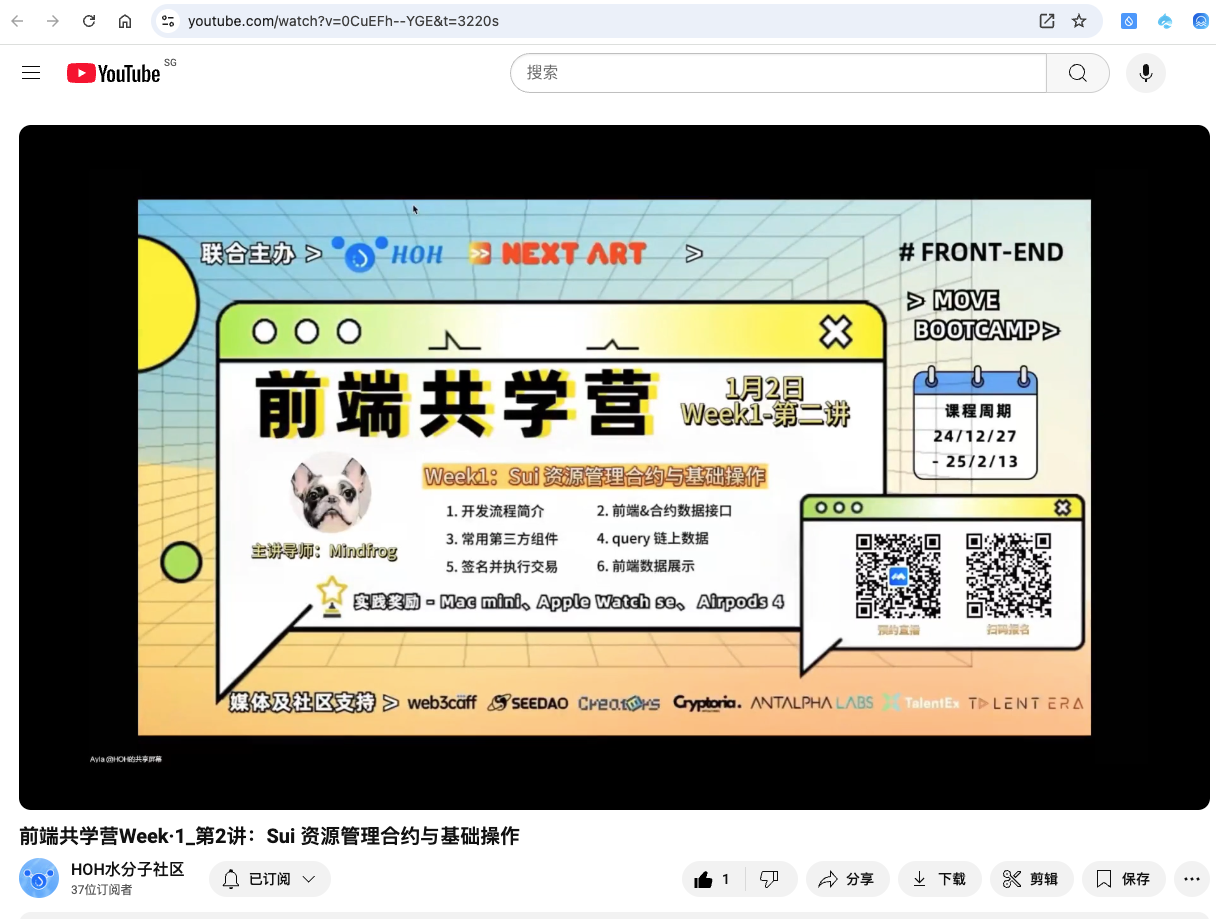 youtube.com/watch?v=0CuEFh--YGE&t=3220s
YouTube SG
搜索
联合主办 > HOH NEXT ART >
# FRONT-END
> MOVE
BOOTCAMP >
前端共学营
1月2日
Week1-第二讲
课程周期
24/12/27
- 25/2/13
Week1：Sui 资源管理合约与基础操作
1. 开发流程简介
2. 前端&合约数据接口
3. 常用第三方组件
4. query 链上数据
5. 签名并执行交易
6. 前端数据展示
主讲导师：Mindfrog
实践奖励 - Mac mini、Apple Watch se、Airpods 4
预约直播
扫码报名
媒体及社区支持 > web3caff SEEDAO Creators Cryptoria. ANTALPHA LABS TalentEx TALENT ERA
Ayla @HOH的共享屏幕
前端共学营Week·1_第2讲：Sui 资源管理合约与基础操作
HOH水分子社区
37位订阅者
已订阅
1
分享
下载
剪辑
保存